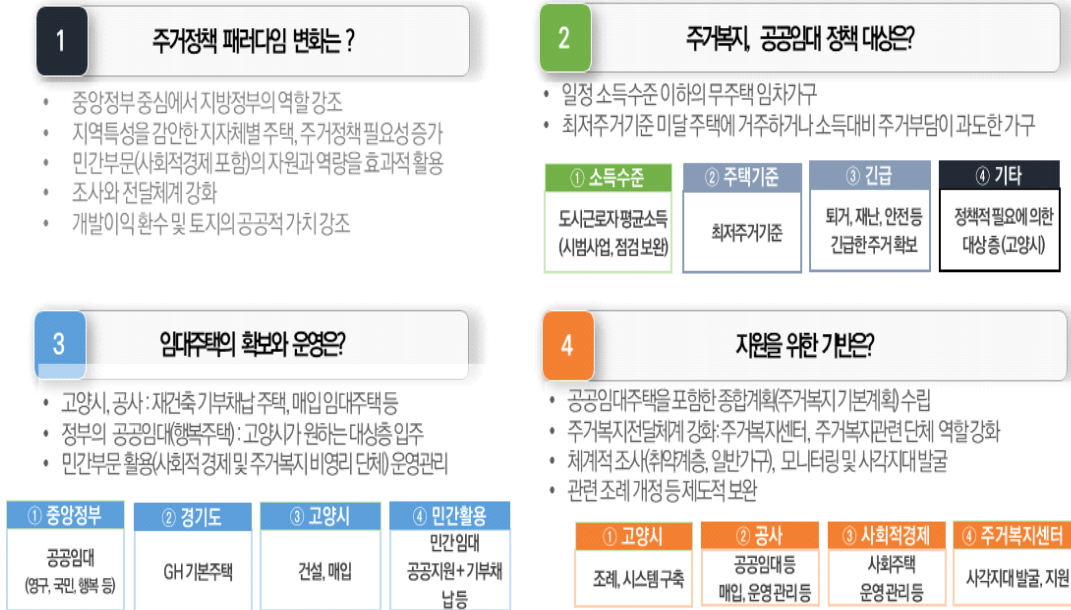 1
주거정책 패러다임 변화는 ?
• 중앙정부 중심에서 지방정부의 역할 강조
• 지역특성을 감안한 지자체별 주택, 주거정책 필요성 증가
• 민간부문(사회적경제 포함)의 자원과 역량을 효과적 활용
• 조사와 전달체계 강화
• 개발이익 환수 및 토지의 공공적 가치 강조
2
주거복지, 공공임대 정책 대상은?
• 일정 소득수준 이하의 무주택 임차가구
• 최저주거기준 미달 주택에 거주하거나 소득대비 주거부담이 과도한 가구
① 소득수준
도시근로자 평균소득
(시범사업, 점검 보완)
② 주택기준
최저주거기준
③ 긴급
퇴거, 재난, 안전 등
긴급한 주거 확보
④ 기타
정책적 필요에 의한
대상 층 (고양시)
3
임대주택의 확보와 운영은?
• 고양시, 공사 : 재건축 기부채납 주택, 매입 임대주택 등
• 정부의 공공임대(행복주택) : 고양시가 원하는 대상층 입주
• 민간부문 활용(사회적 경제 및 주거복지 비영리 단체) 운영관리
① 중앙정부
공공임대
(영구, 국민, 행복 등)
② 경기도
GH 기본주택
③ 고양시
건설, 매입
④ 민간활용
민간임대
공공지원 + 기부채
납 등
4
지원을 위한 기반은?
• 공공임대주택을 포함한 종합계획(주거복지 기본계획) 수립
• 주거복지전달체계 강화: 주거복지센터, 주거복지관련 단체 역할 강화
• 체계적 조사(취약계층, 일반가구), 모니터링 및 사각지대 발굴
• 관련 조례 개정 등 제도적 보완
① 고양시
조례, 시스템 구축
② 공사
공공임대 등
매입, 운영 관리 등
③ 사회적경제
사회주택
운영 관리 등
④ 주거복지센터
사각지대 발굴, 지원